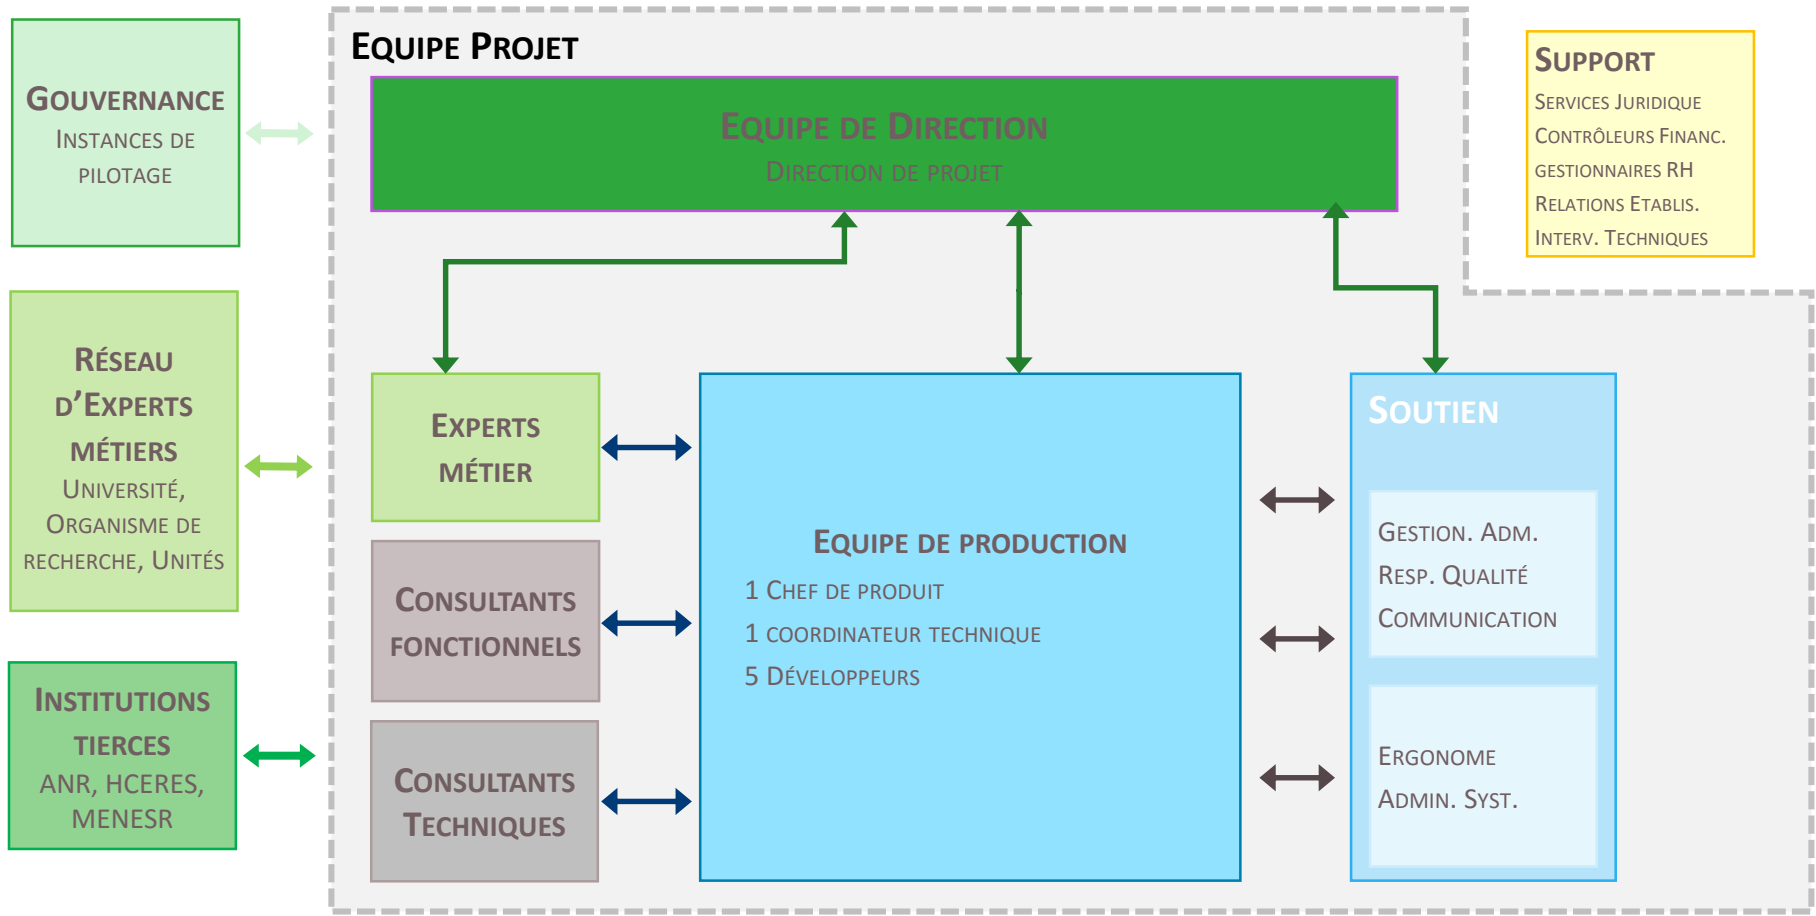 EQUIPE PROJET
GOUVERNANCE
INSTANCES DE
PILOTAGE
EQUIPE DE DIRECTION
DIRECTION DE PROJET
SUPPORT
SERVICES JURIDIQUE
CONTRÔLEURS FINANC.
GESTIONNAIRES RH
RELATIONS ETABLIS.
INTERV. TECHNIQUES
RÉSEAU
D’EXPERTS
MÉTIERS
UNIVERSITÉ,
ORGANISME DE
RECHERCHE, UNITÉS
INSTITUTIONS
TIERCES
ANR, HCERES,
MENESR
EXPERTS
MÉTIER
CONSULTANTS
FONCTIONNELS
CONSULTANTS
TECHNIQUES
EQUIPE DE PRODUCTION
1 CHEF DE PRODUIT
1 COORDINATEUR TECHNIQUE
5 DÉVELOPPEURS
SOUTIEN
GESTION. ADM.
RESP. QUALITÉ
COMMUNICATION
ERGONOME
ADMIN. SYST.